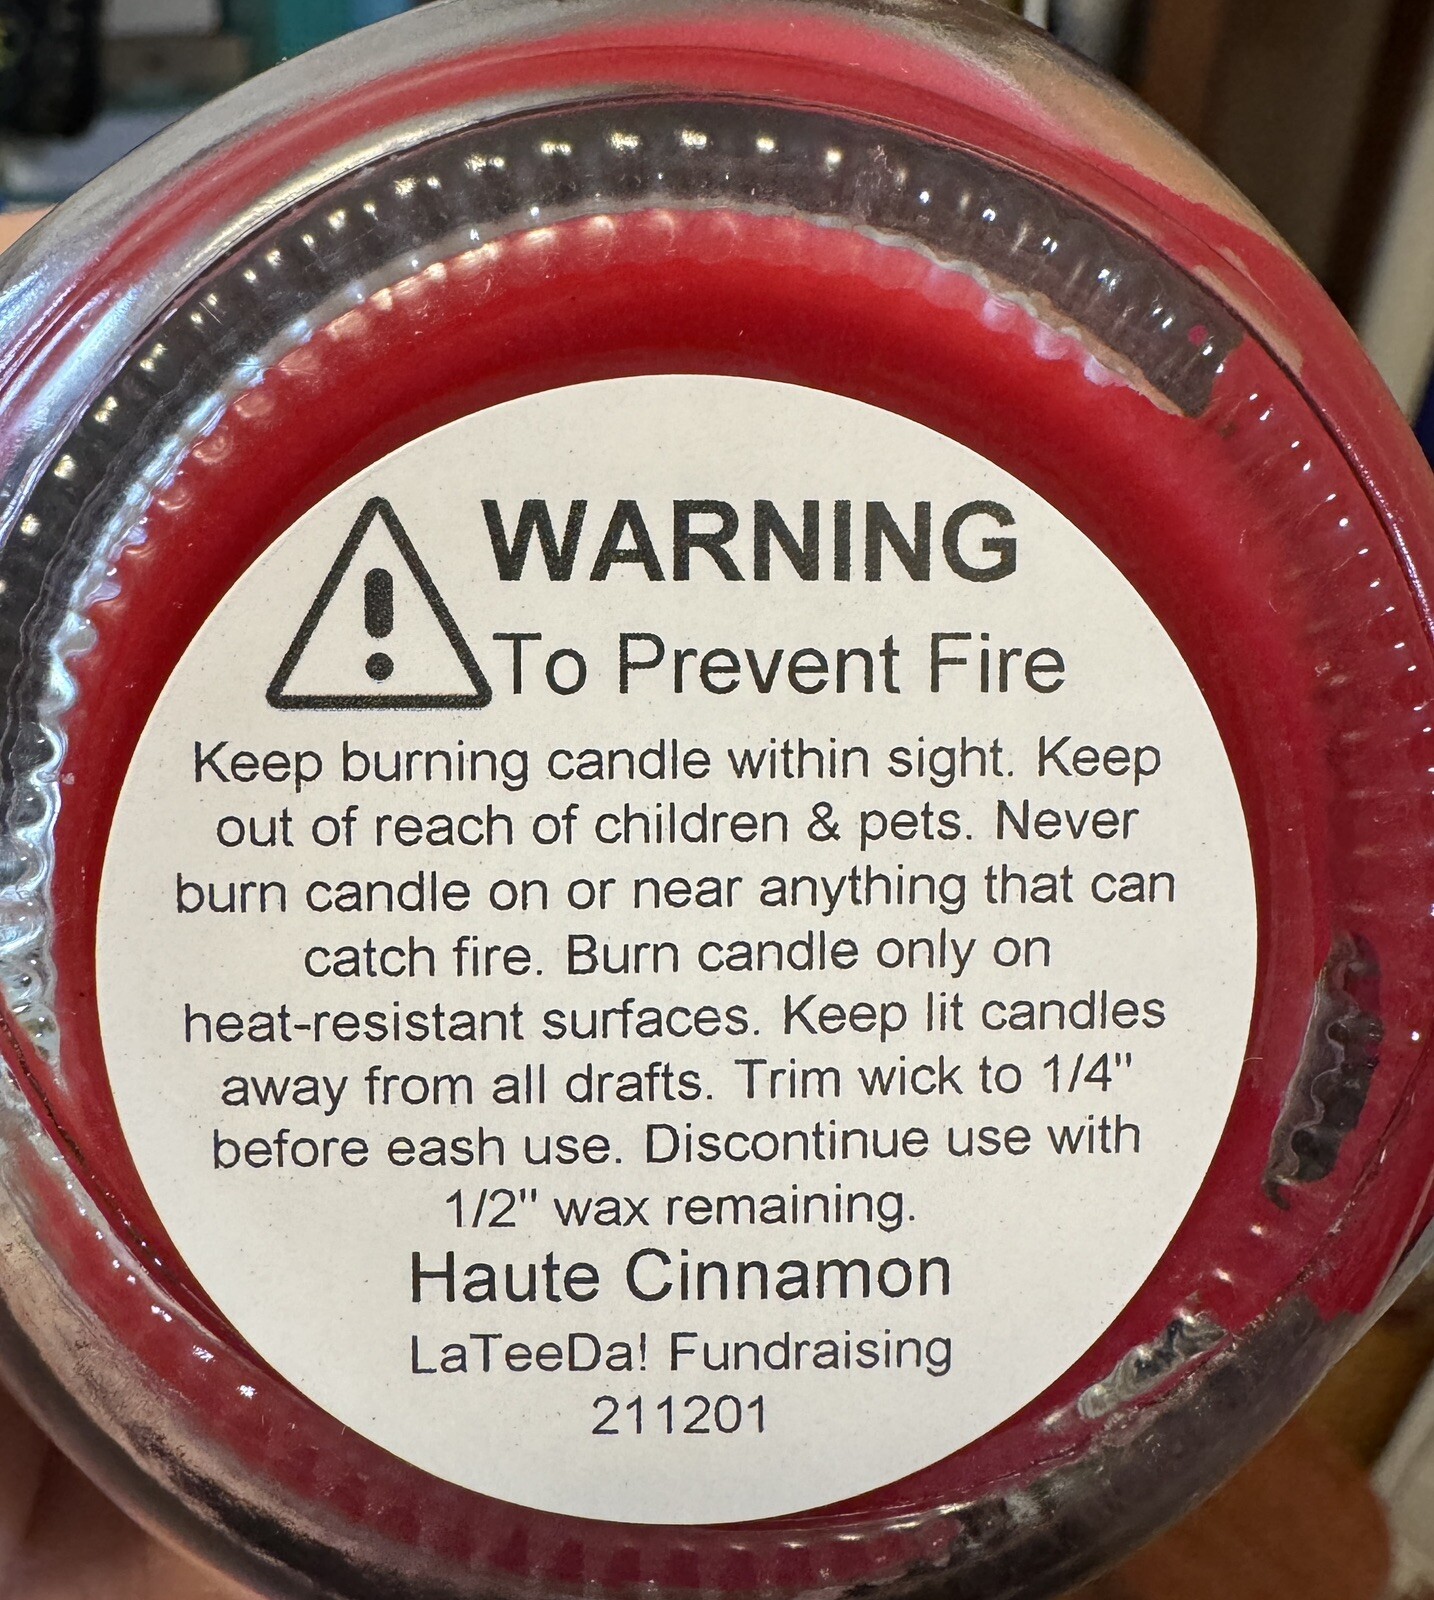 WARNING
To Prevent Fire
Keep burning candle within sight. Keep
out of reach of children & pets. Never
burn candle on or near anything that can
catch fire. Burn candle only on
heat-resistant surfaces. Keep lit candles
away from all drafts. Trim wick to 1/4"
before eash use. Discontinue use with
1/2" wax remaining.
Haute Cinnamon
LaTeeDa! Fundraising
211201